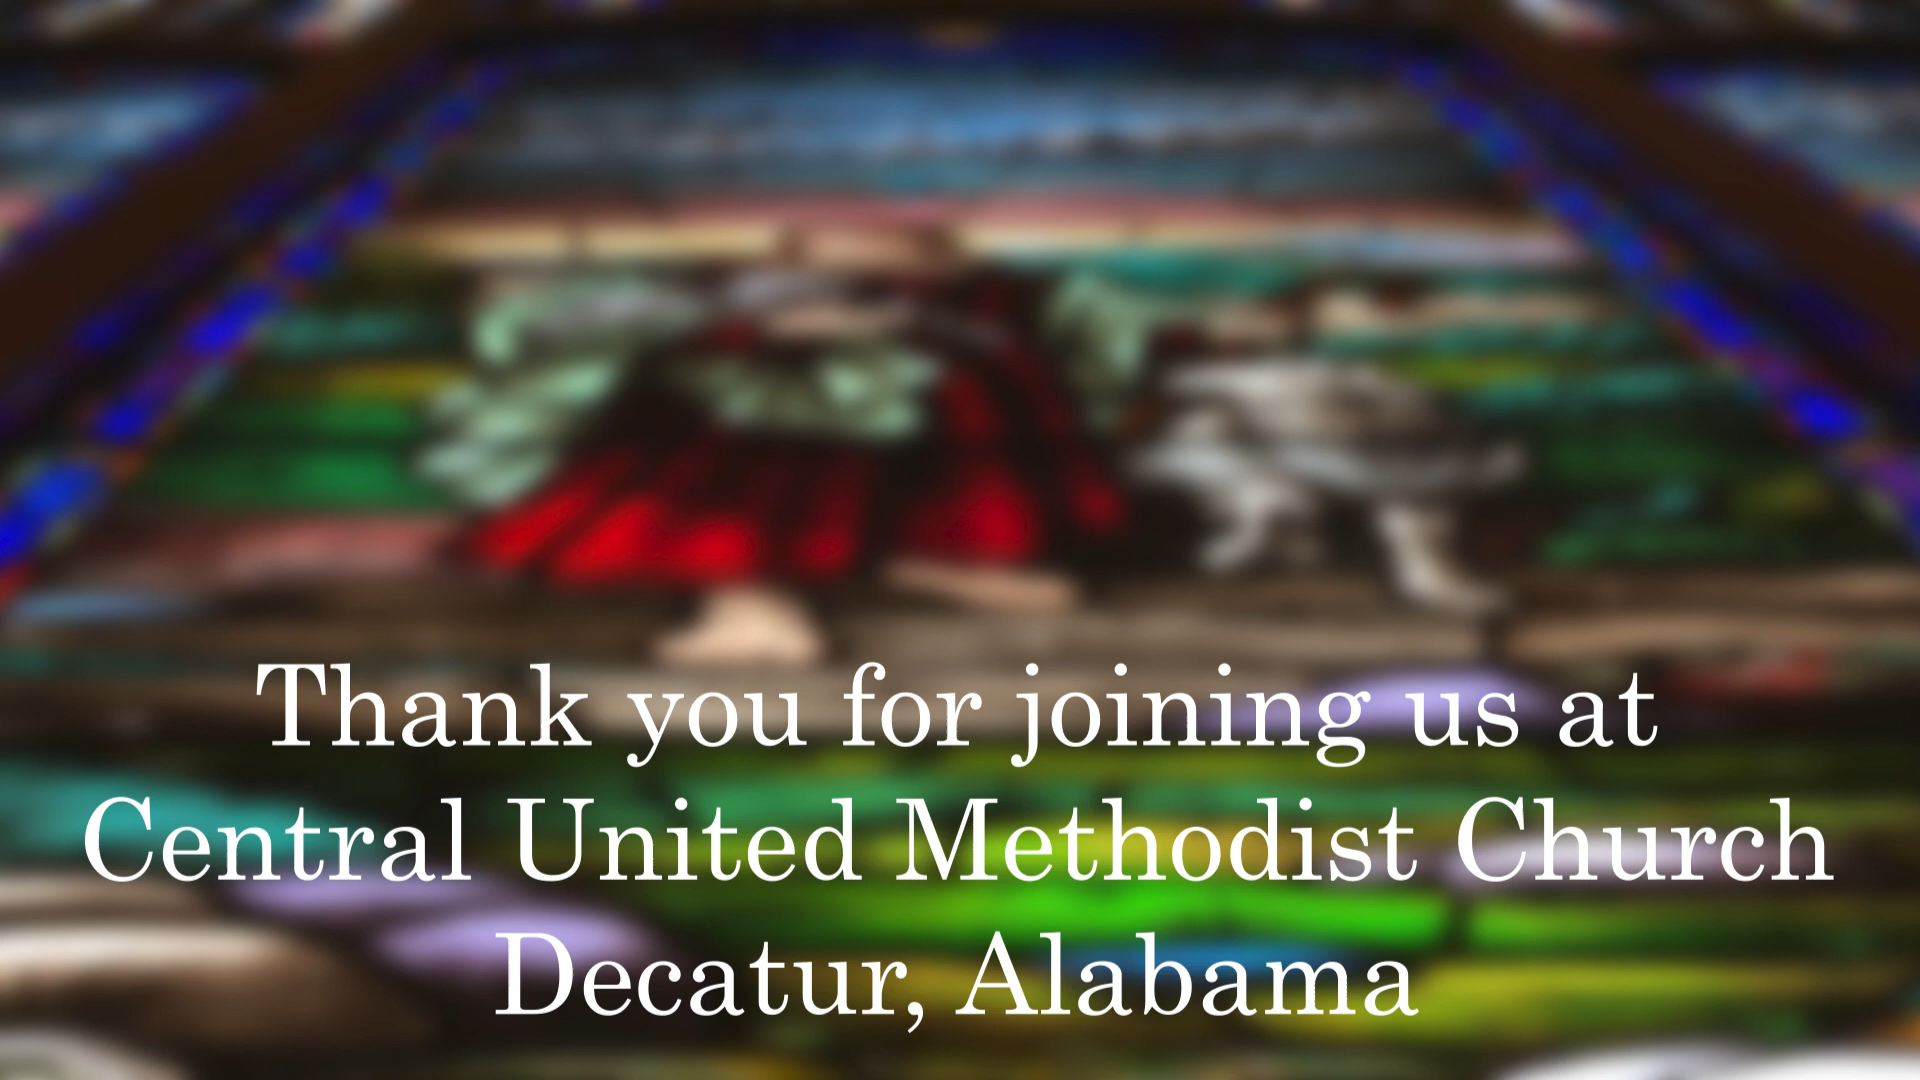 Thank you for joining us at
Central United Methodist Church
Decatur, Alabama